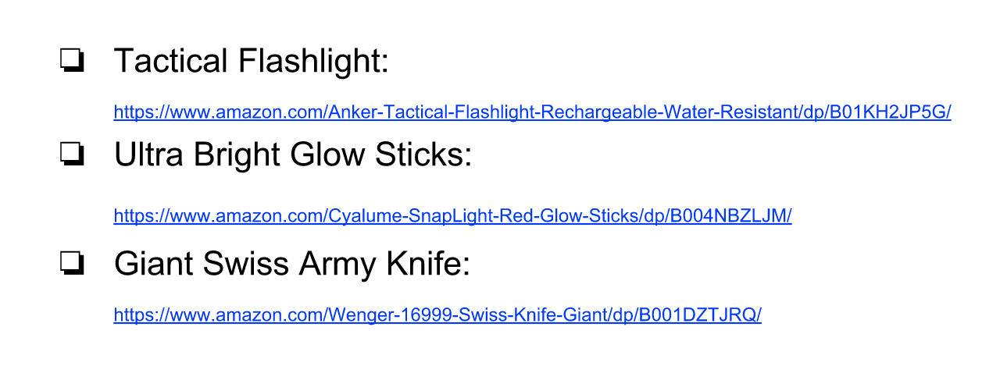 ❏ Tactical Flashlight:
https://www.amazon.com/Anker-Tactical-Flashlight-Rechargeable-Water-Resistant/dp/B01KH2JP5G/
❏ Ultra Bright Glow Sticks:
https://www.amazon.com/Cyalume-SnapLight-Red-Glow-Sticks/dp/B004NBZLJM/
❏ Giant Swiss Army Knife:
https://www.amazon.com/Wenger-16999-Swiss-Knife-Giant/dp/B001DZTJRQ/